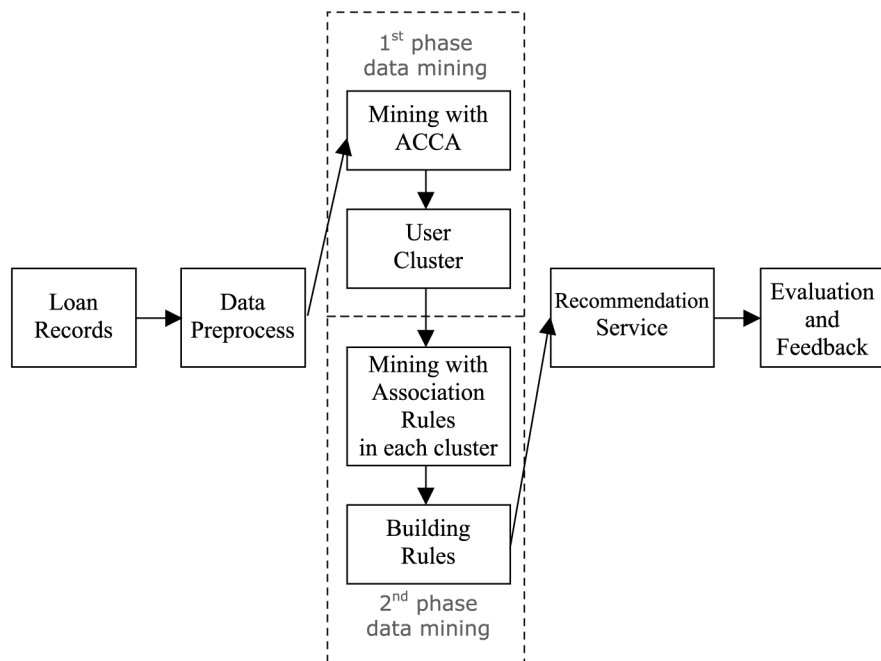 1st phase
data mining
Mining with
ACCA
User
Cluster
Loan
Records
Data
Preprocess
Mining with
Association
Rules
in each cluster
Building
Rules
2nd phase
data mining
Recommendation
Service
Evaluation
and
Feedback